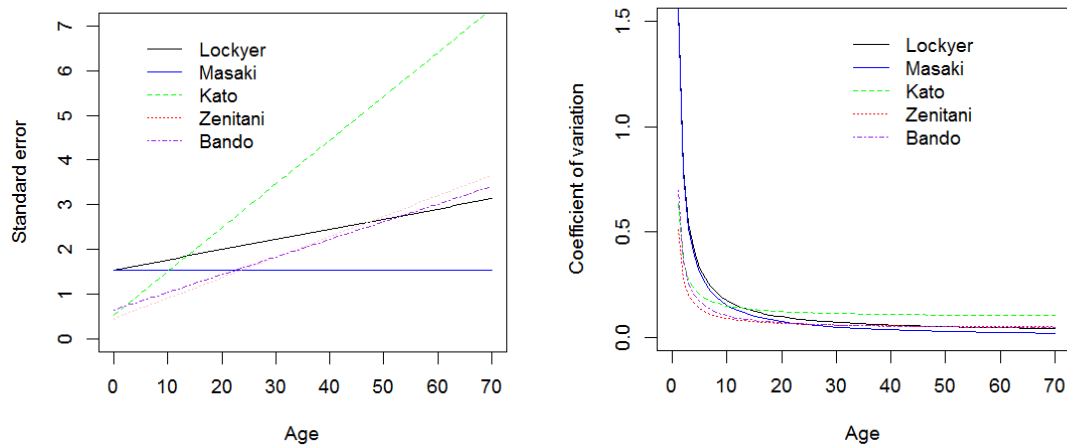 Standard error
7
6
5
4
3
2
1
0
Lockyer
Masaki
Kato
Zenitani
Bando
0 10 20 30 40 50 60 70
Age
Coefficient of variation
1.5
1.0
0.5
0.0
Lockyer
Masaki
Kato
Zenitani
Bando
0 10 20 30 40 50 60 70
Age